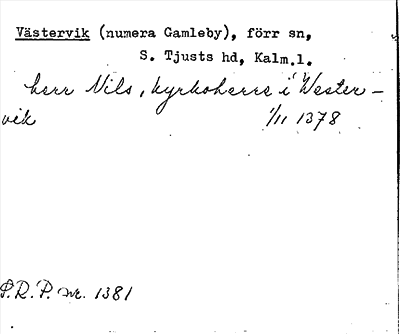 Västervik (numera Gamleby), förr sn,
S. Tjusts hd, Kalm.l.
herr Nils, kyrkoherre i Wester-
vik 1/11 1378
P.R.P. nr. 1381